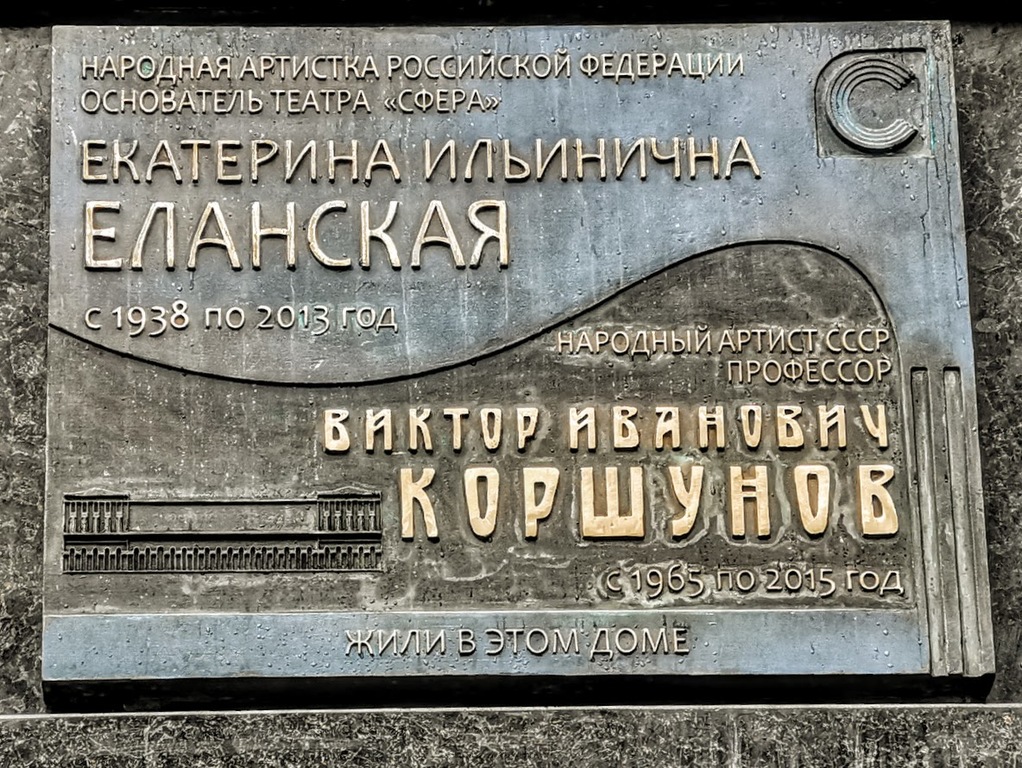 НАРОДНАЯ АРТИСТКА РОССИЙСКОЙ ФЕДЕРАЦИИ
ОСНОВАТЕЛЬ ТЕАТРА «СФЕРА»
ЕКАТЕРИНА ИЛЬИНИЧНА
ЕЛАНСКАЯ
с 1938 по 2013 год
НАРОДНЫЙ АРТИСТ СССР
ПРОФЕССОР
ВИКТОР ИВАНОВИЧ
КОРШУНОВ
с 1965 по 2015 год
ЖИЛИ В ЭТОМ ДОМЕ